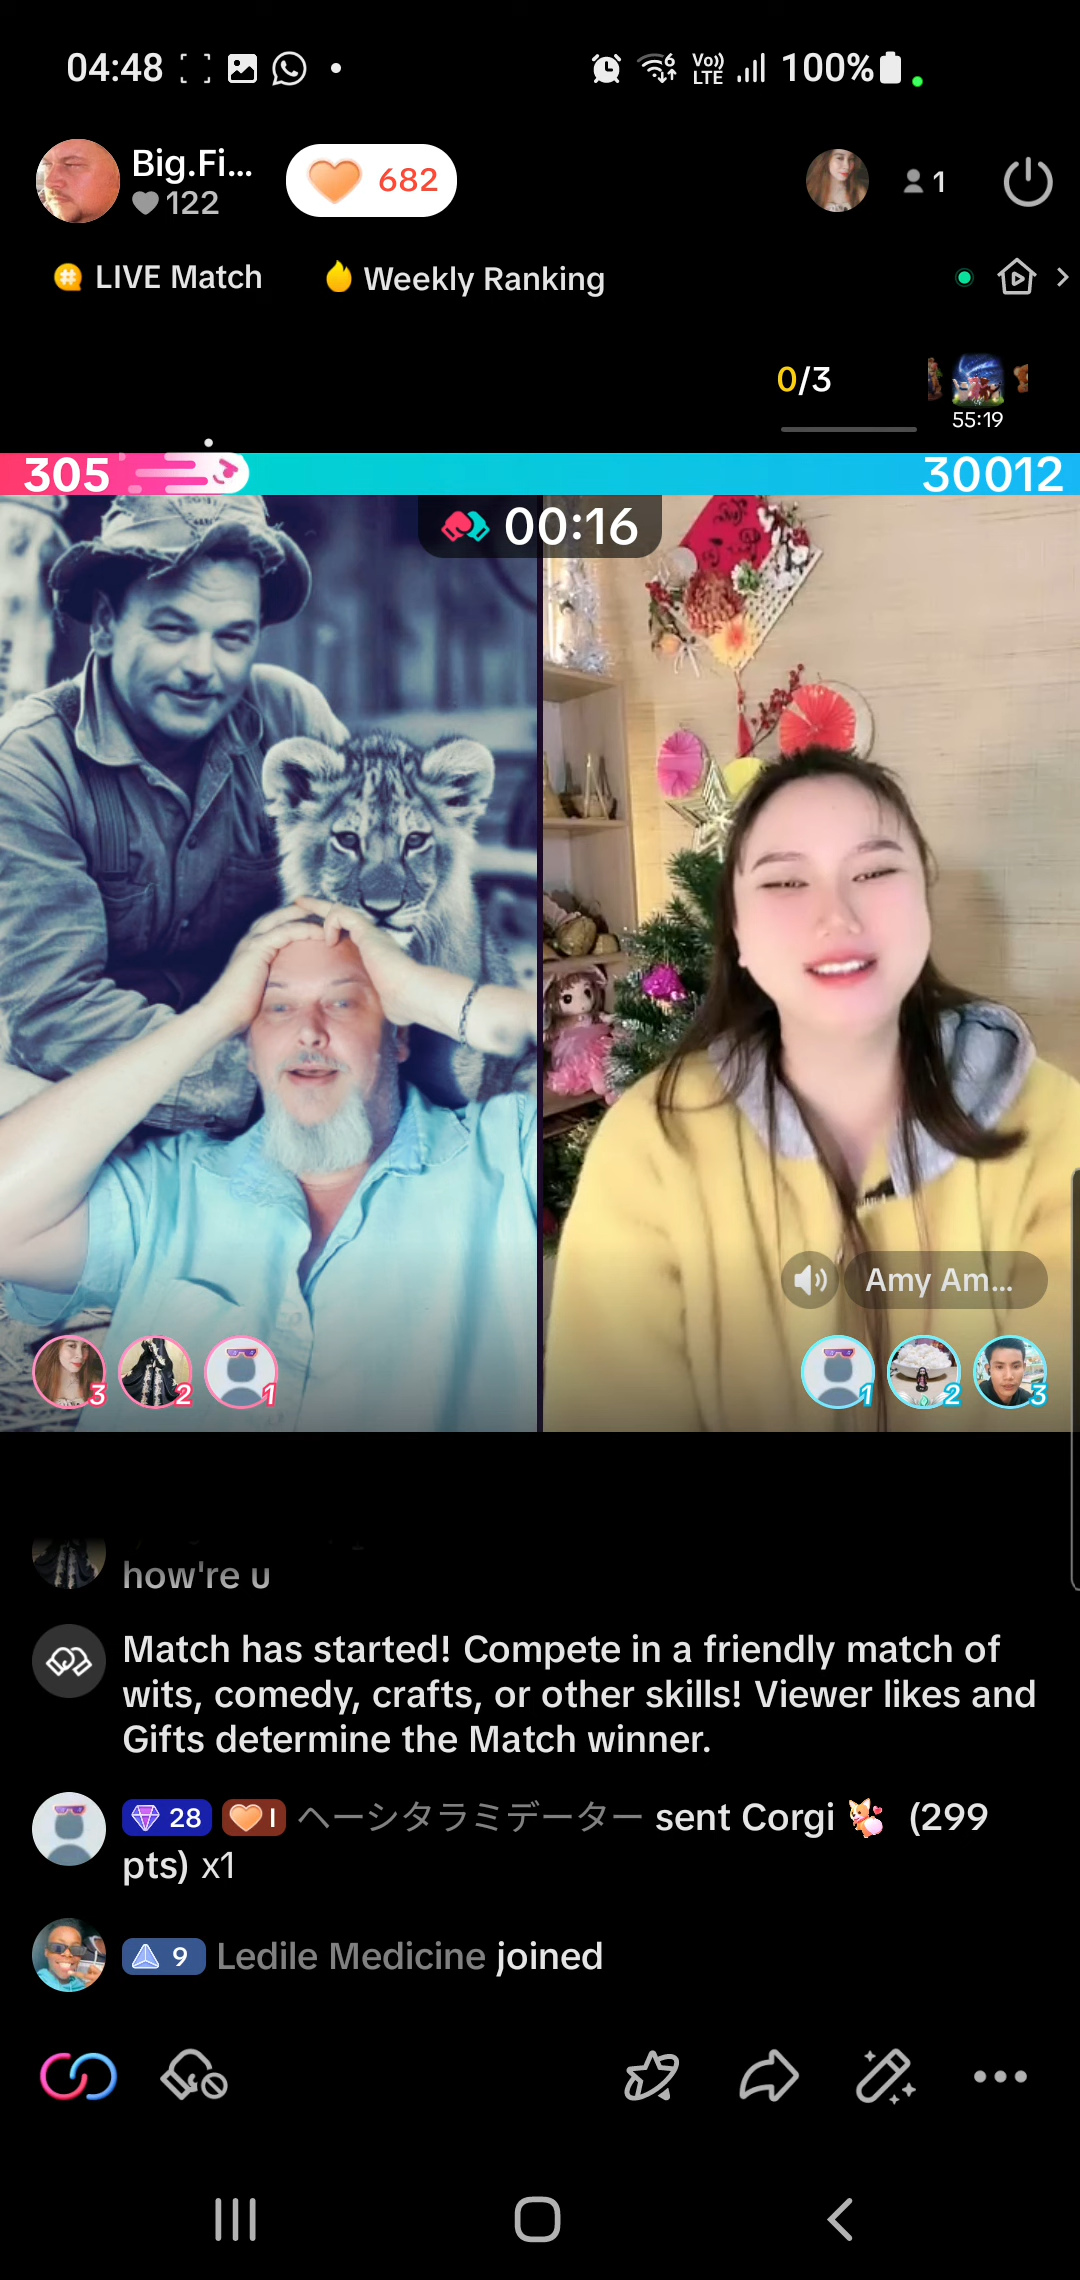 04:48
Vo))
LTE
6
100%
Big.Fi...
122
682
1
LIVE Match
Weekly Ranking
0/3
55:19
305
30012
00:16
Amy Am...
3
2
1
1
2
3
how're u
Match has started! Compete in a friendly match of
wits, comedy, crafts, or other skills! Viewer likes and
Gifts determine the Match winner.
28 I ヘーシタラミデーター sent Corgi (299
pts) x1
9 Ledile Medicine joined